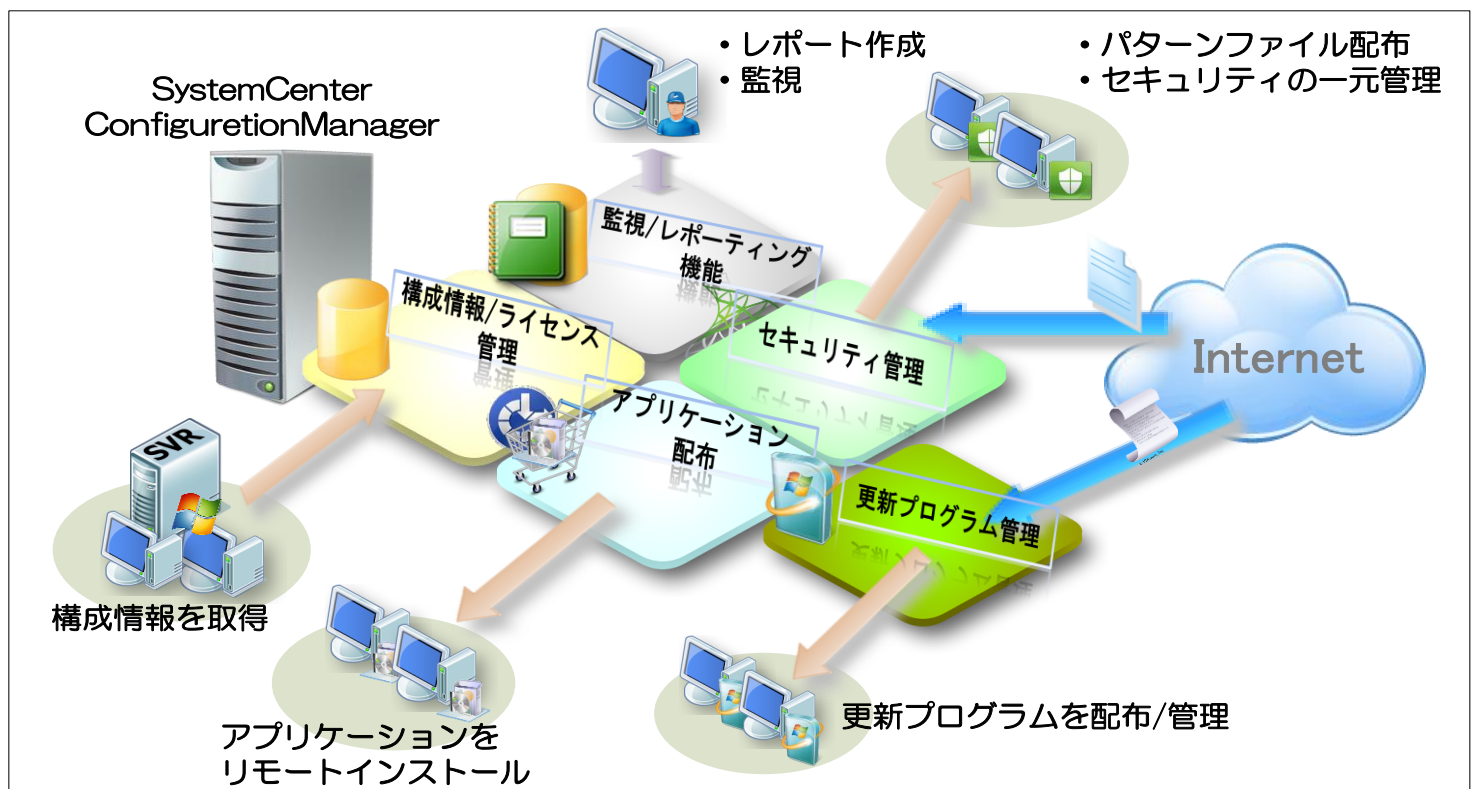 ・レポート作成
・監視
・パターンファイル配布
・セキュリティの一元管理
SystemCenter
ConfiguretionManager
監視/レポーティング
機能
構成情報/ライセンス
管理
セキュリティ管理
Internet
アプリケーション
配布
SVR
更新プログラム管理
構成情報を取得
更新プログラムを配布/管理
アプリケーションを
リモートインストール